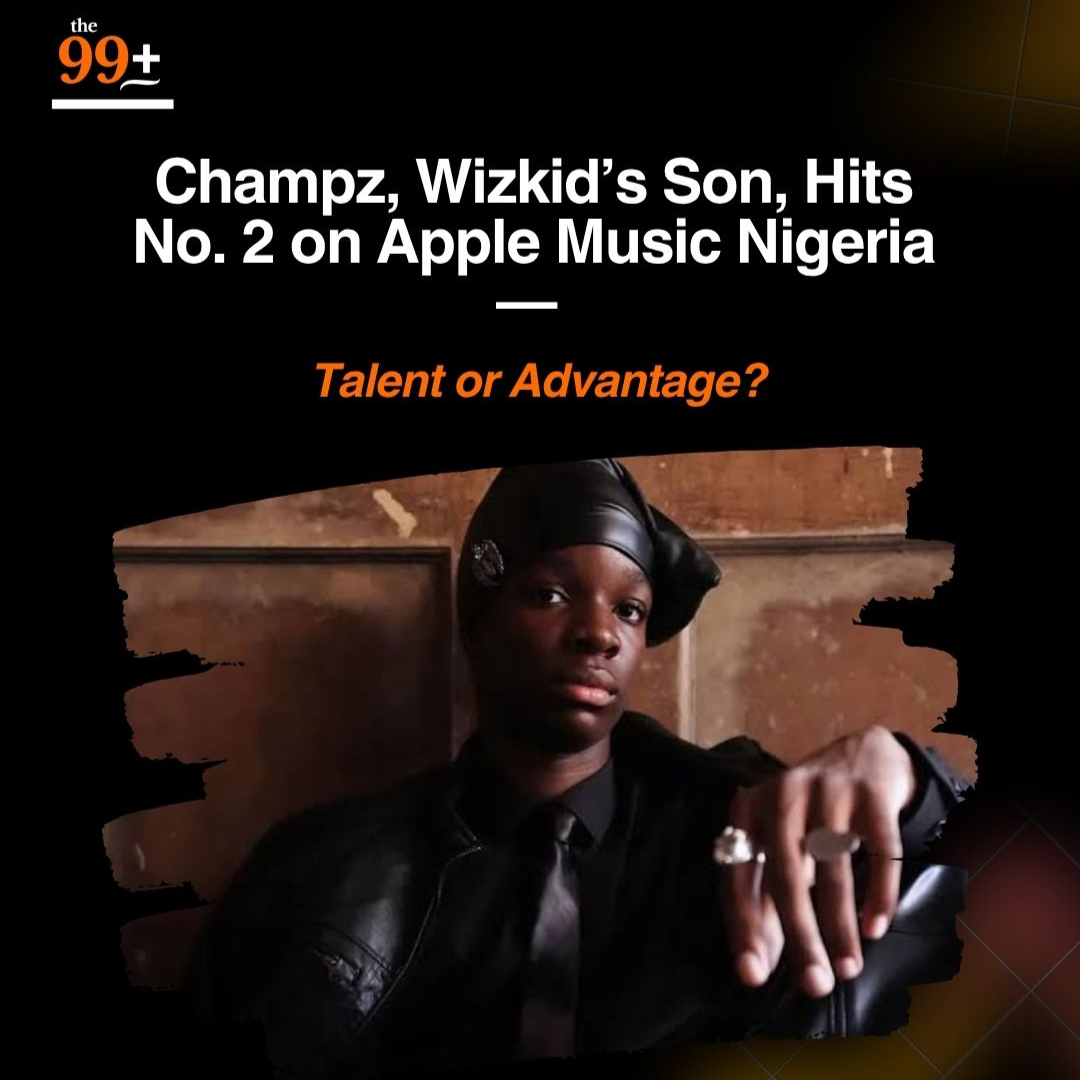 the
99+
Champz, Wizkid’s Son, Hits
No. 2 on Apple Music Nigeria
Talent or Advantage?